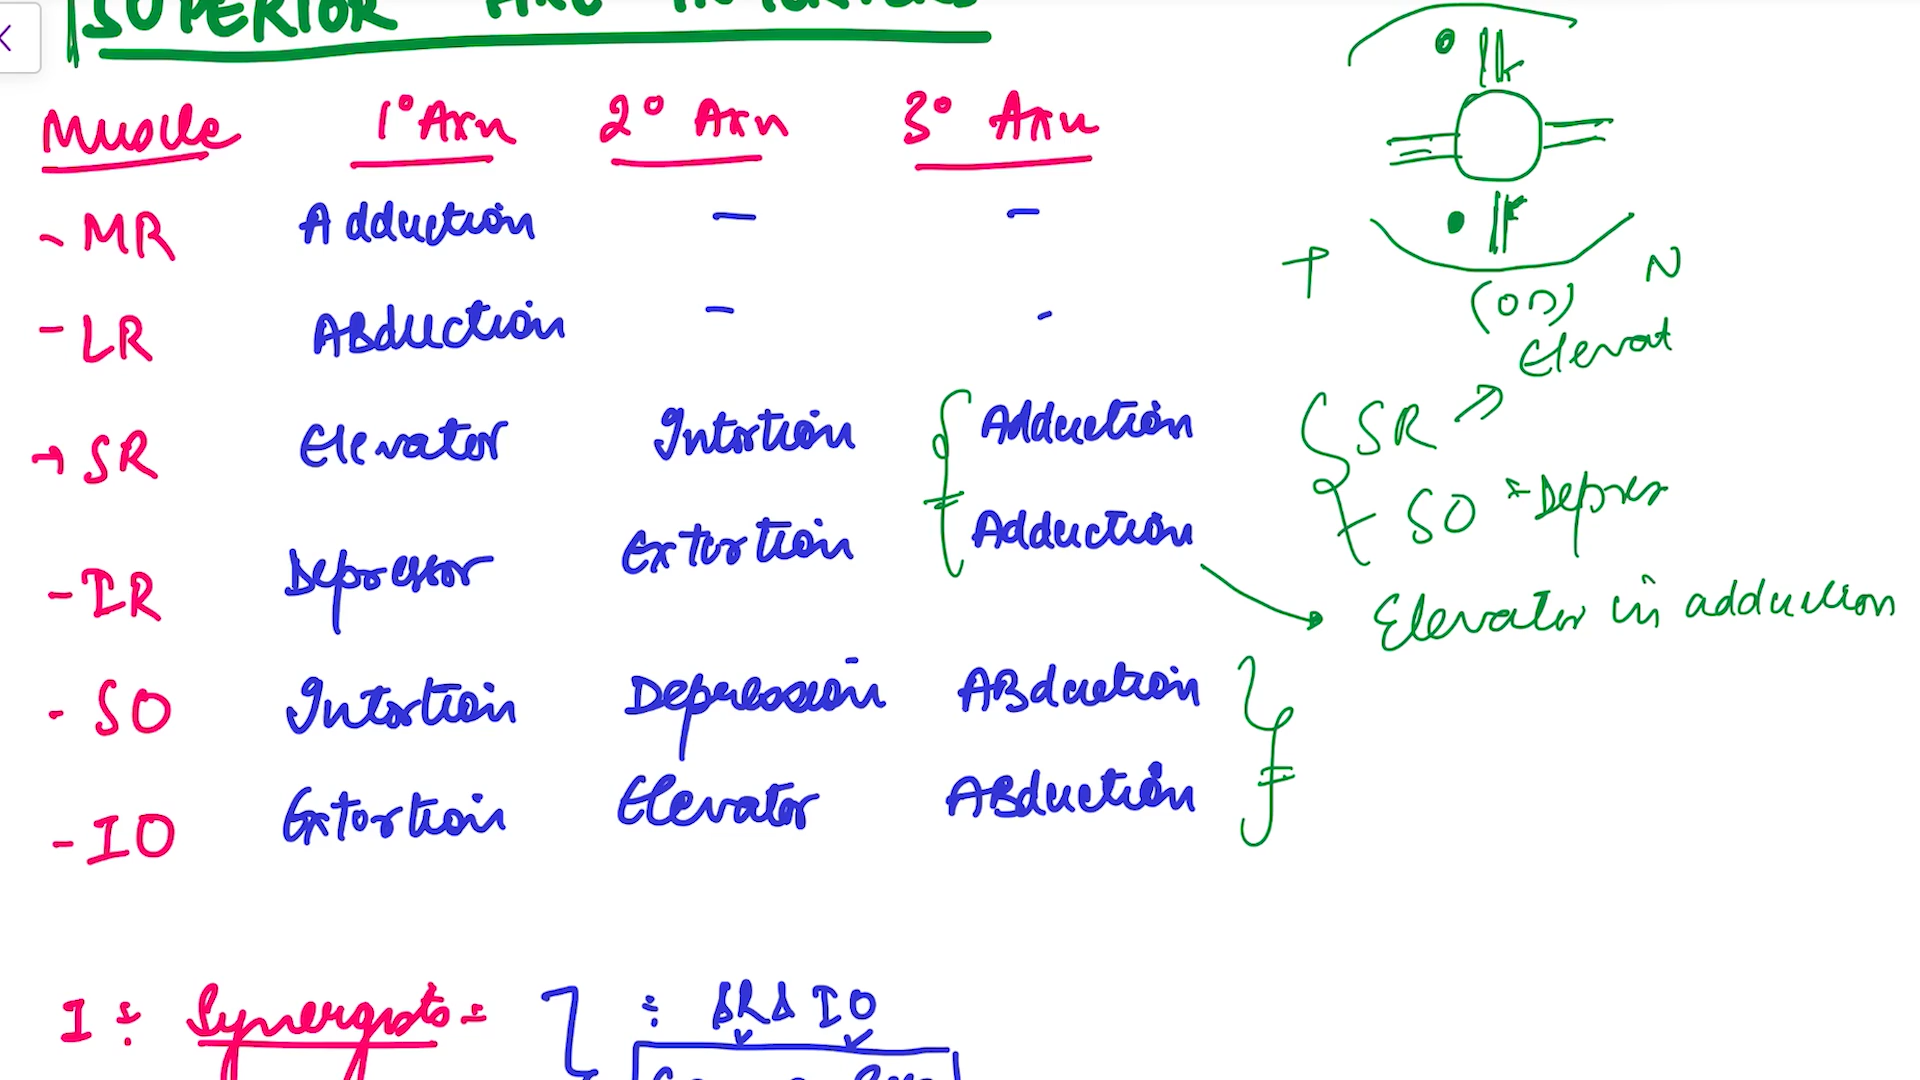 SUPERIOR
Muscle 1° Axn 2° Axn 3° Axn
- MR Adduction - -
- LR ABduction - -
→ SR Elevator Intortion Adduction
- IR Depressor Extortion Adduction
- SO Intortion Depression ABduction
- IO Extortion Elevator ABduction
T N
(OD)
Elevat
SR ↗
SO
Elevator in adduction
I ÷ Synergists = ÷ SR & IO